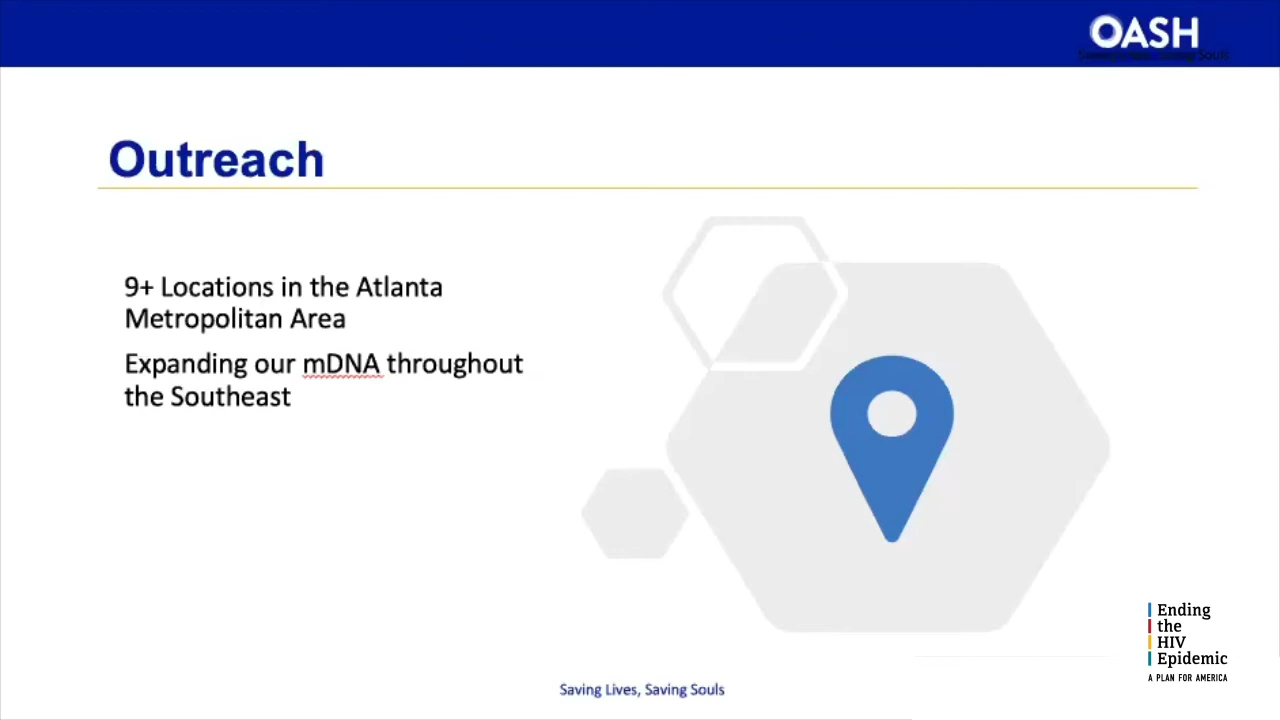 OASH
Outreach
9+ Locations in the Atlanta
Metropolitan Area
Expanding our mDNA throughout
the Southeast
Ending
the
HIV
Epidemic
A PLAN FOR AMERICA
Saving Lives, Saving Souls